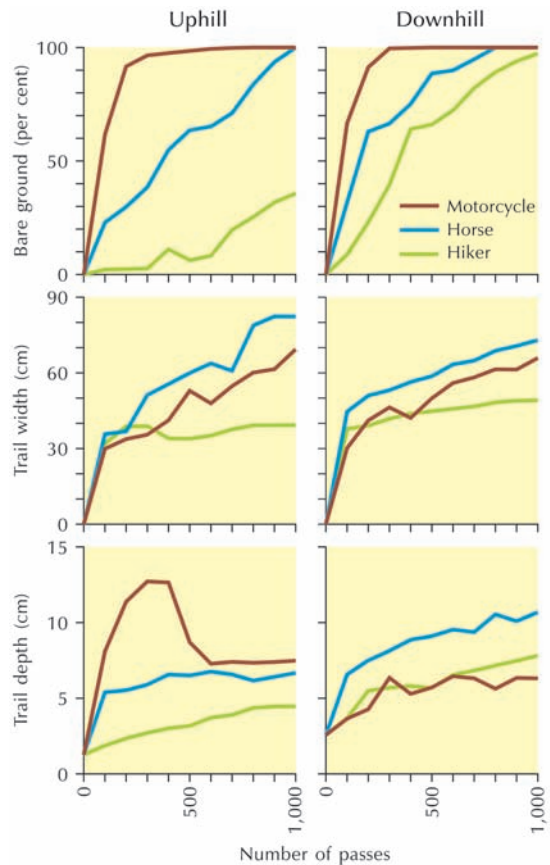 Uphill
Downhill
Bare ground (per cent)
100
50
0
Motorcycle
Horse
Hiker
Trail width (cm)
90
60
30
0
Trail depth (cm)
15
10
5
0
0
500
1,000
0
500
1,000
Number of passes